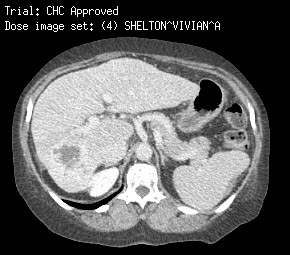 Trial: CHC Approved
Dose image set: (4) SHELTON^VIVIAN^A